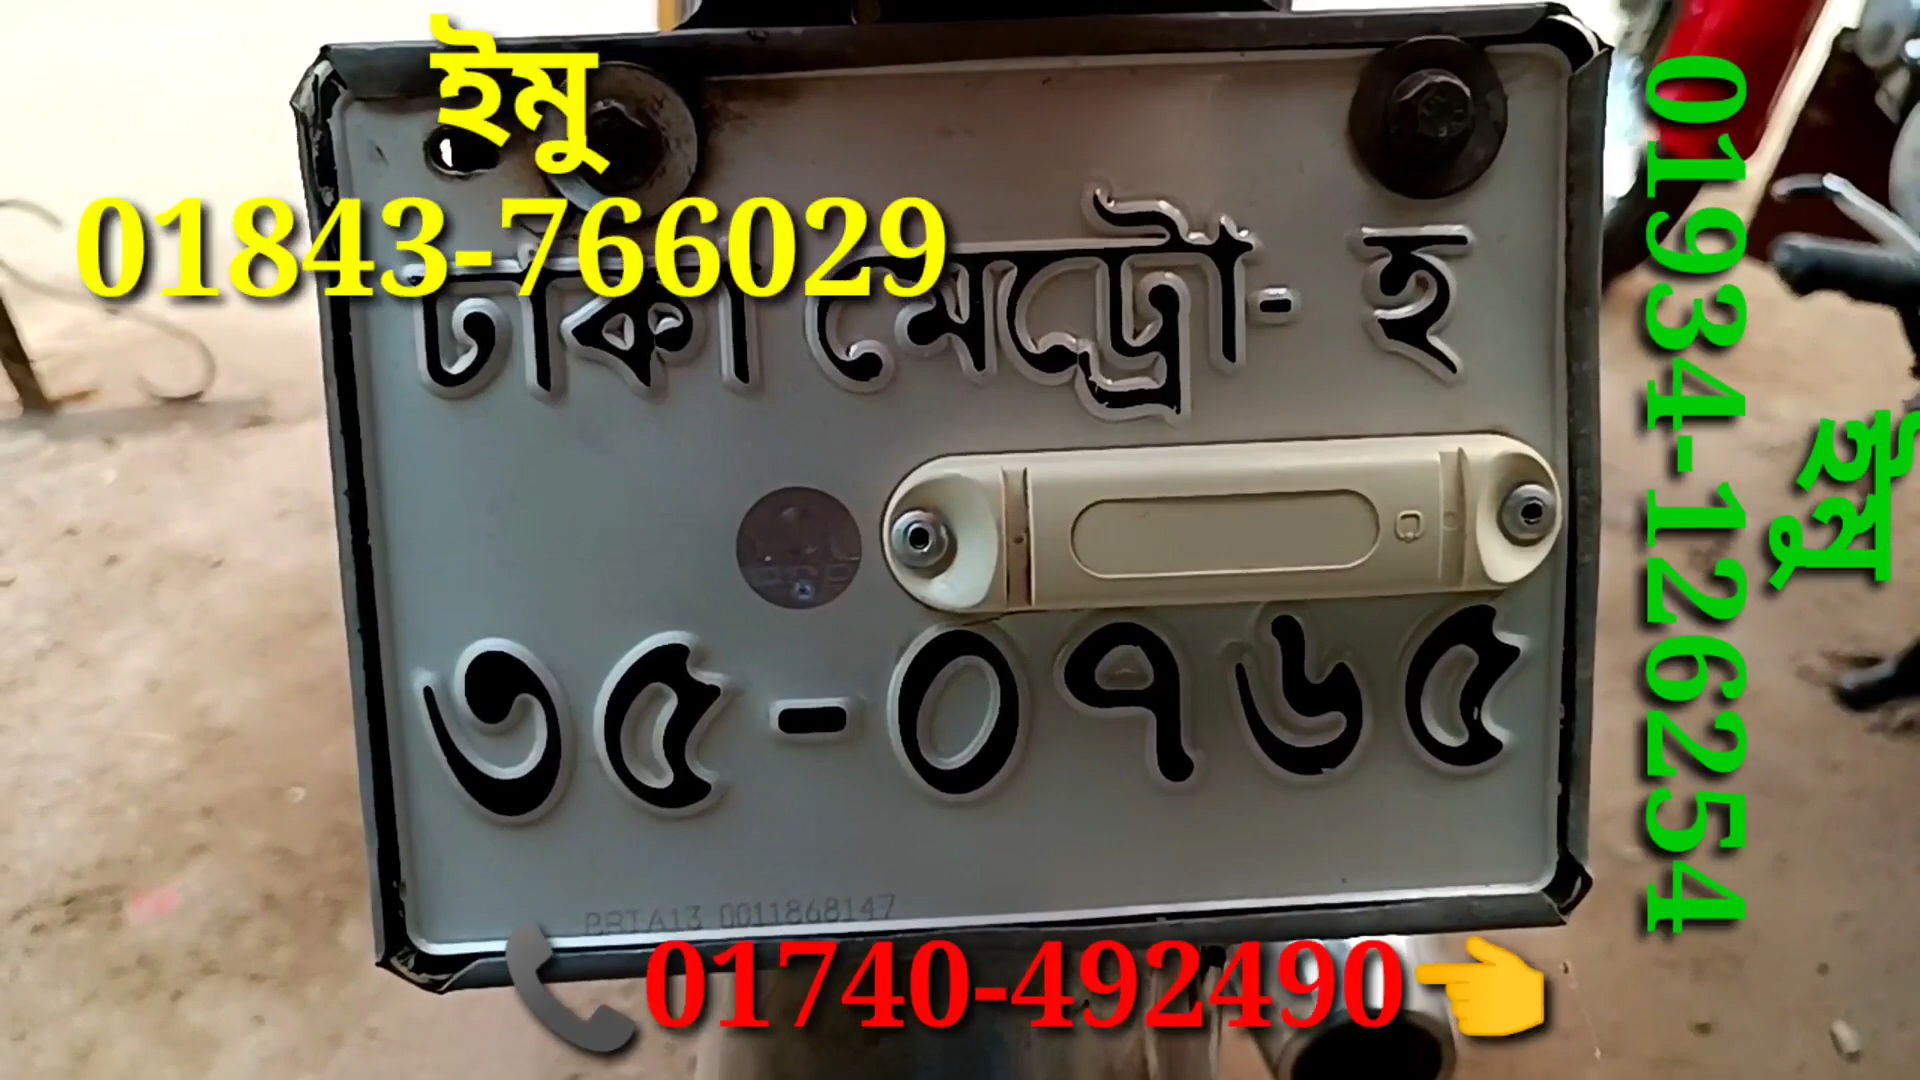 ইমু
01843-766029
ঢাকা মেট্রো- হ
৩৫-০৭৬৫
BRTA13 0011868147
01740-492490
01934-126254
ইমু